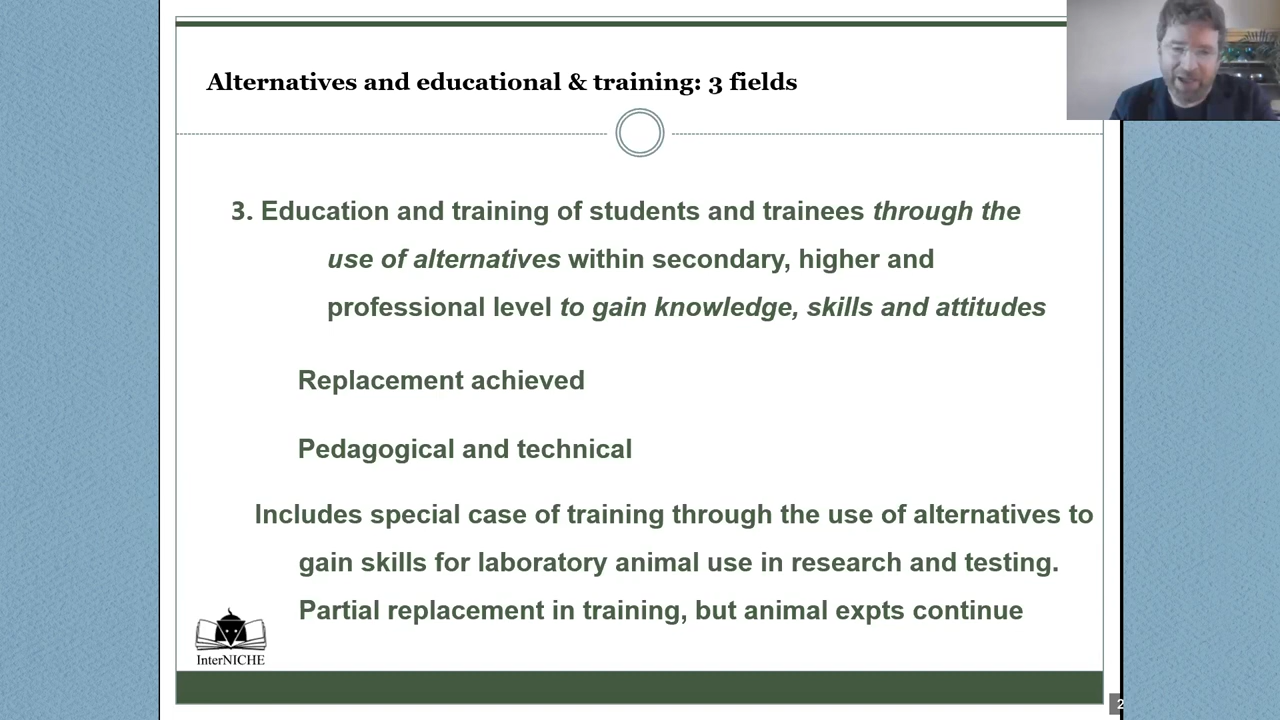 Alternatives and educational & training: 3 fields
3. Education and training of students and trainees through the
use of alternatives within secondary, higher and
professional level to gain knowledge, skills and attitudes
Replacement achieved
Pedagogical and technical
Includes special case of training through the use of alternatives to
gain skills for laboratory animal use in research and testing.
Partial replacement in training, but animal expts continue
InterNICHE
2